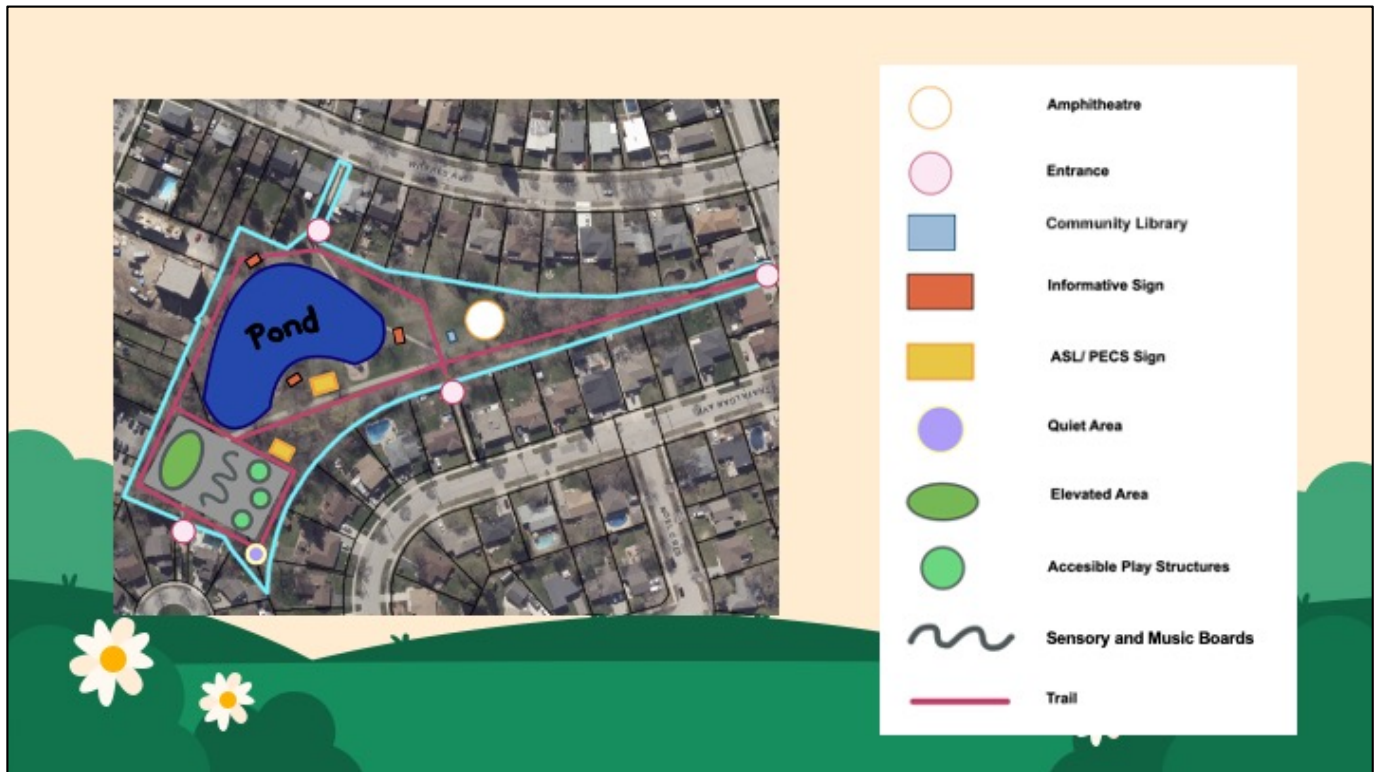 Pond
Amphitheatre
Entrance
Community Library
Informative Sign
ASL/ PECS Sign
Quiet Area
Elevated Area
Accesible Play Structures
Sensory and Music Boards
Trail